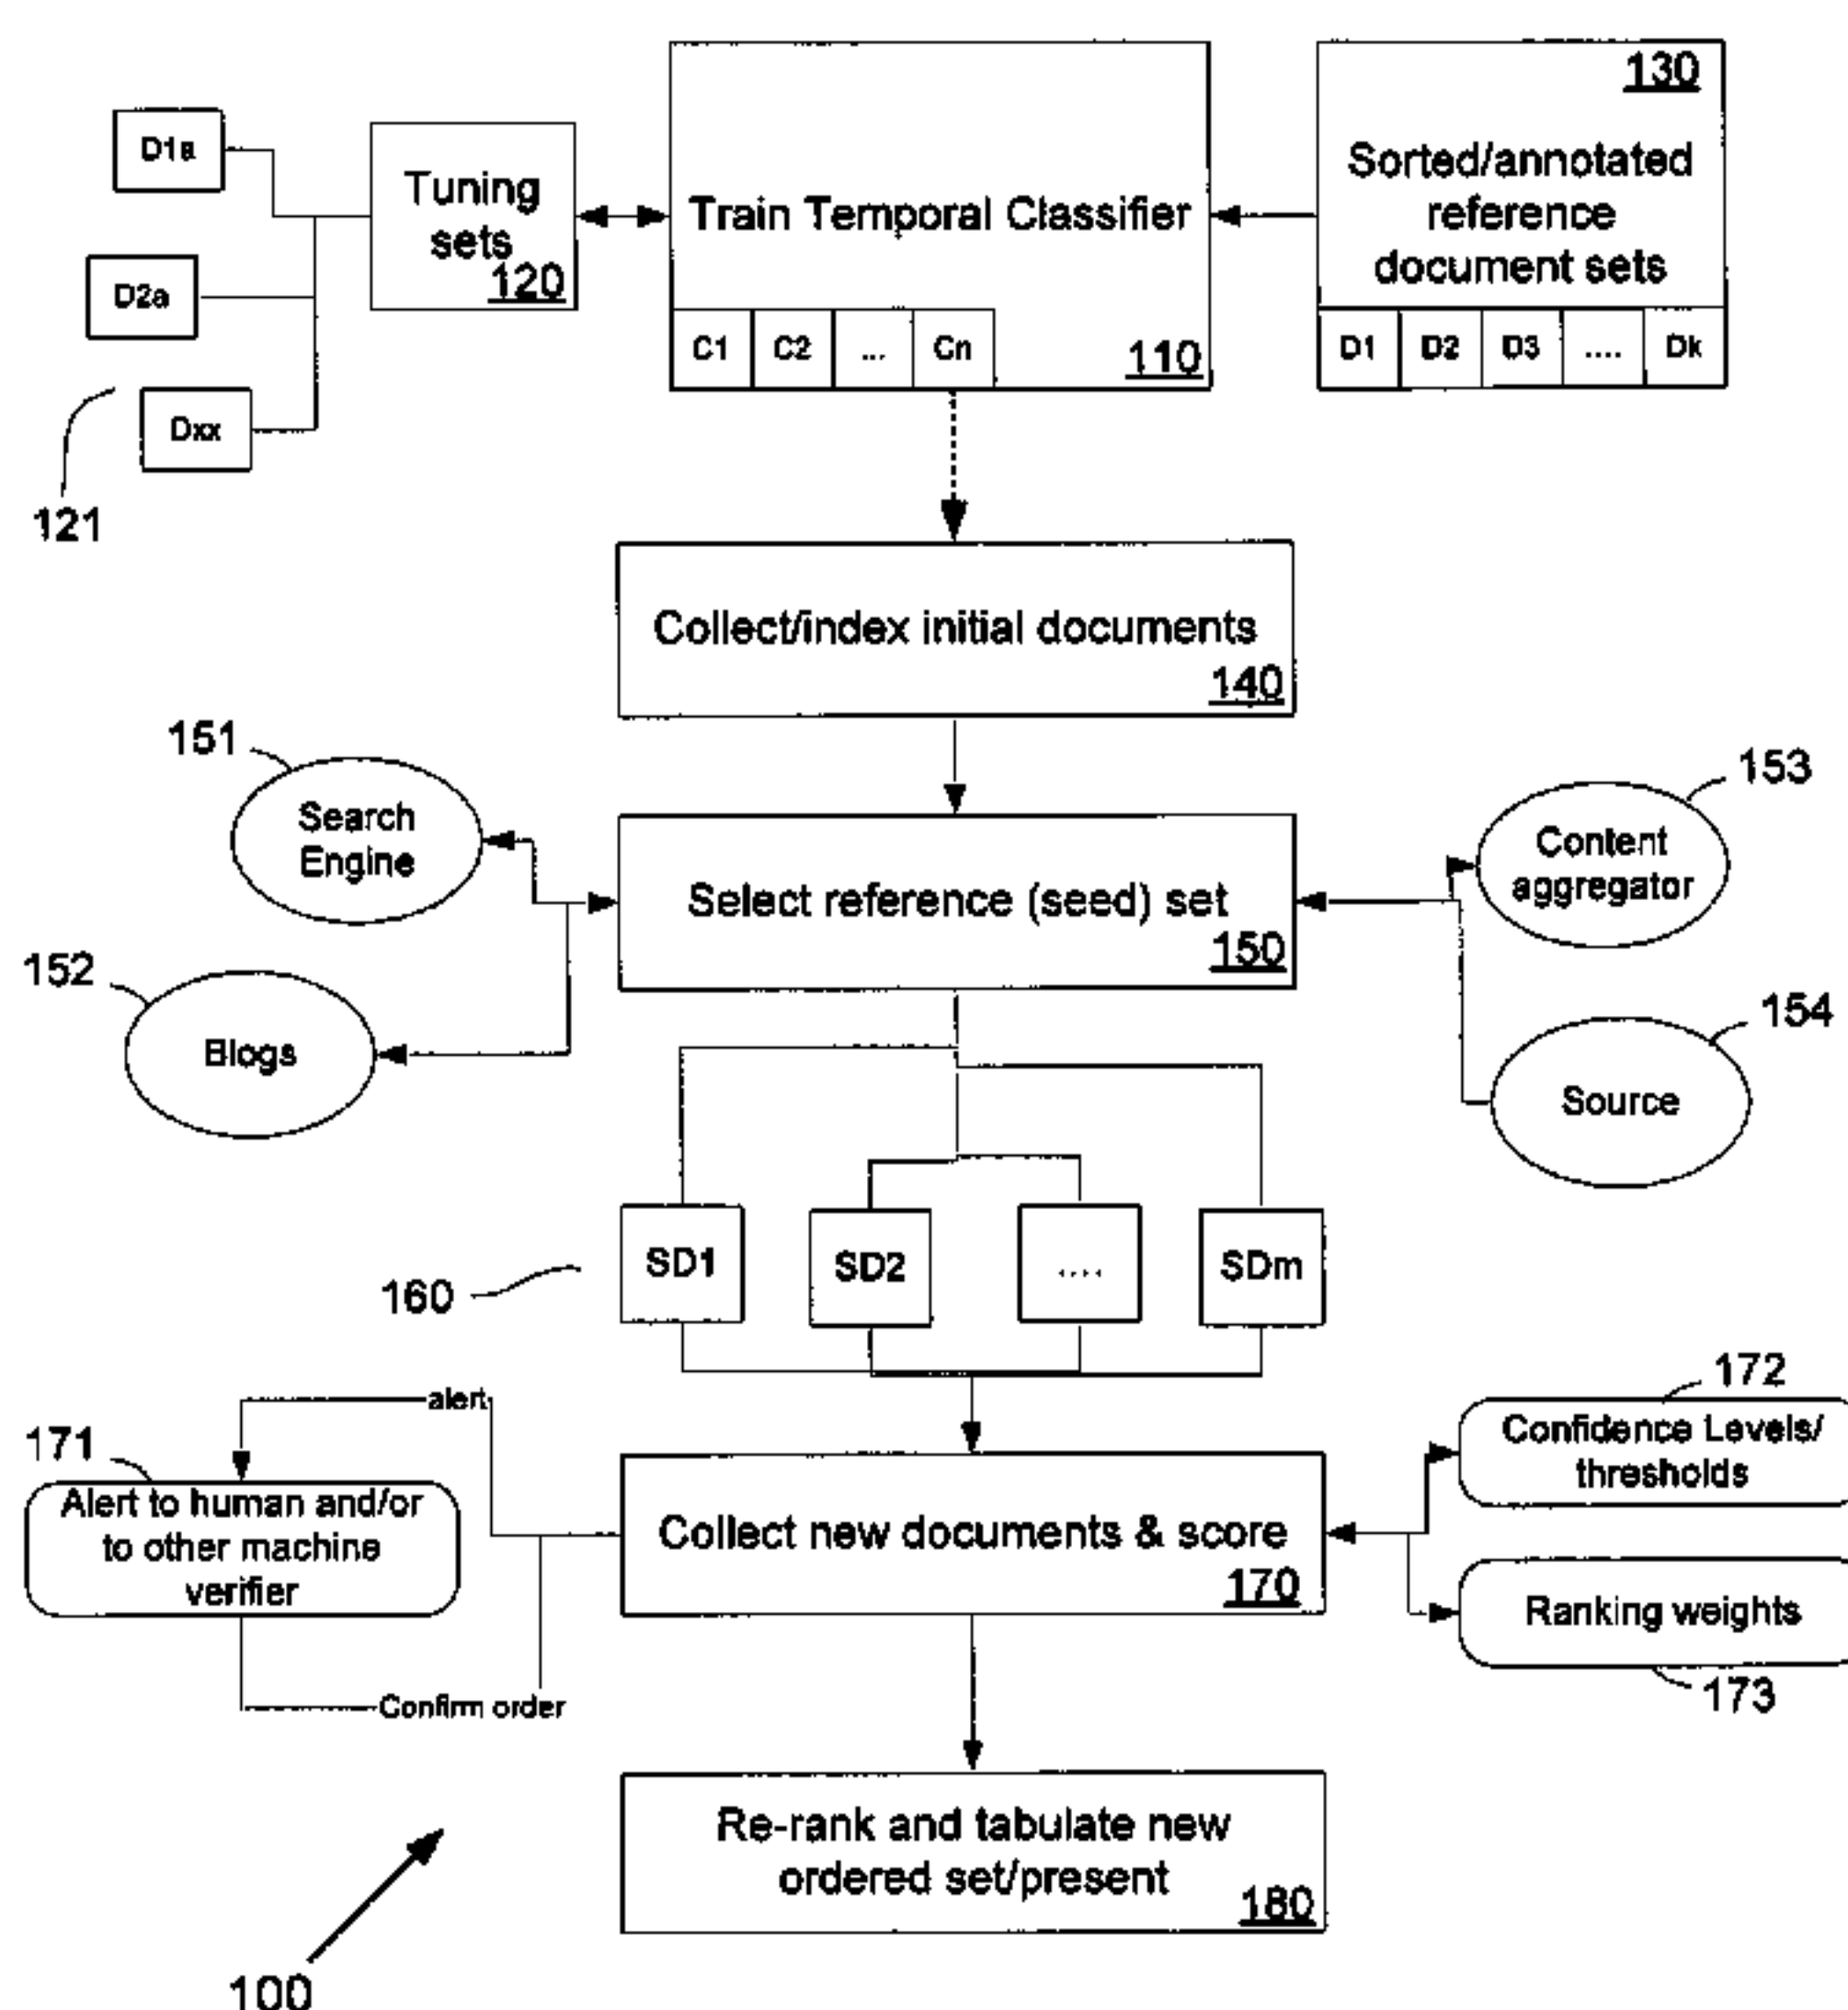 130
D1a
Tuning
sets
120
Train Temporal Classifier
C1 C2 ... Cn
110
Sorted/annotated
reference
document sets
D1 D2 D3 .... Dk
D2a
Dxx
121
Collect/index initial documents
140
151
Search
Engine
153
Content
aggregator
Select reference (seed) set
150
152
Blogs
154
Source
160
SD1 SD2 .... SDm
alert
171
Alert to human and/or
to other machine
verifier
Collect new documents & score
170
172
Confidence Levels/
thresholds
Ranking weights
173
Confirm order
Re-rank and tabulate new
ordered set/present
180
100